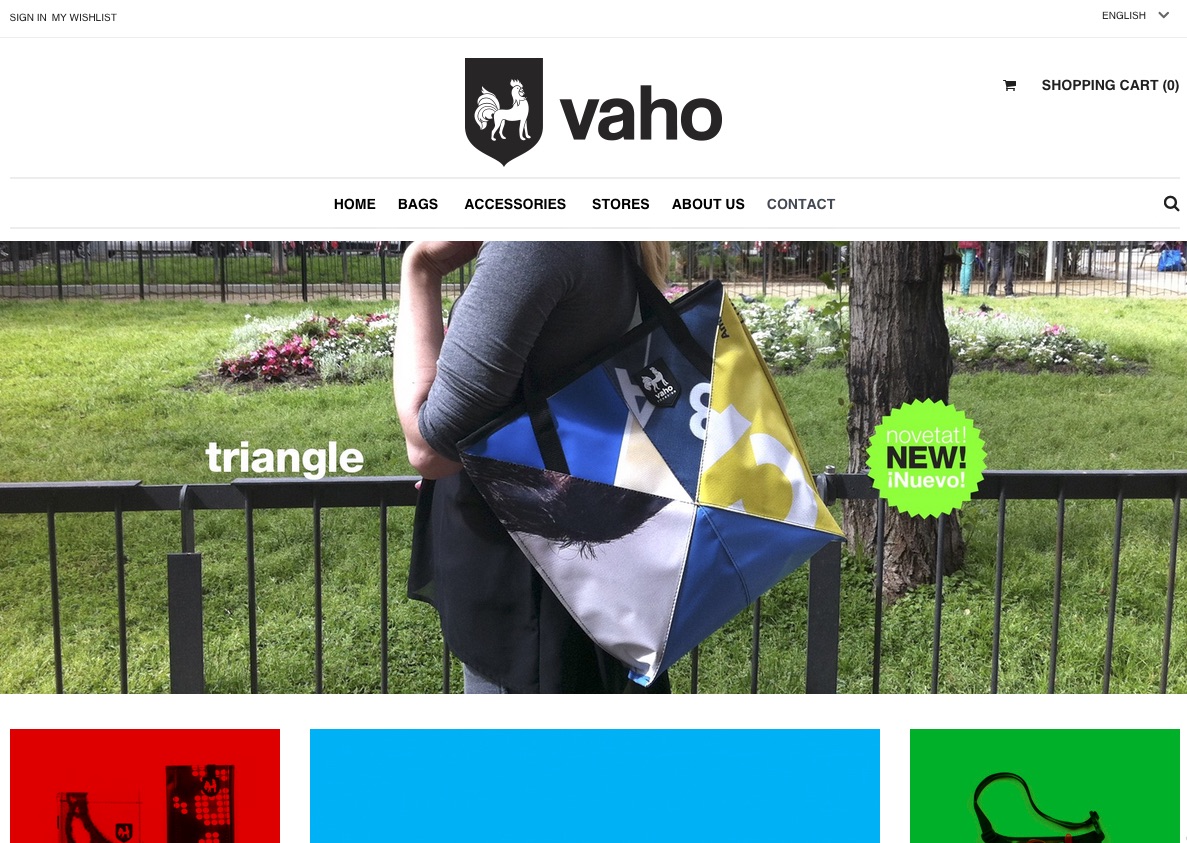 SIGN IN MY WISHLIST
ENGLISH
vaho
SHOPPING CART (0)
HOME BAGS ACCESSORIES STORES ABOUT US CONTACT
vaho
triangle
novetat!
NEW!
¡Nuevo!